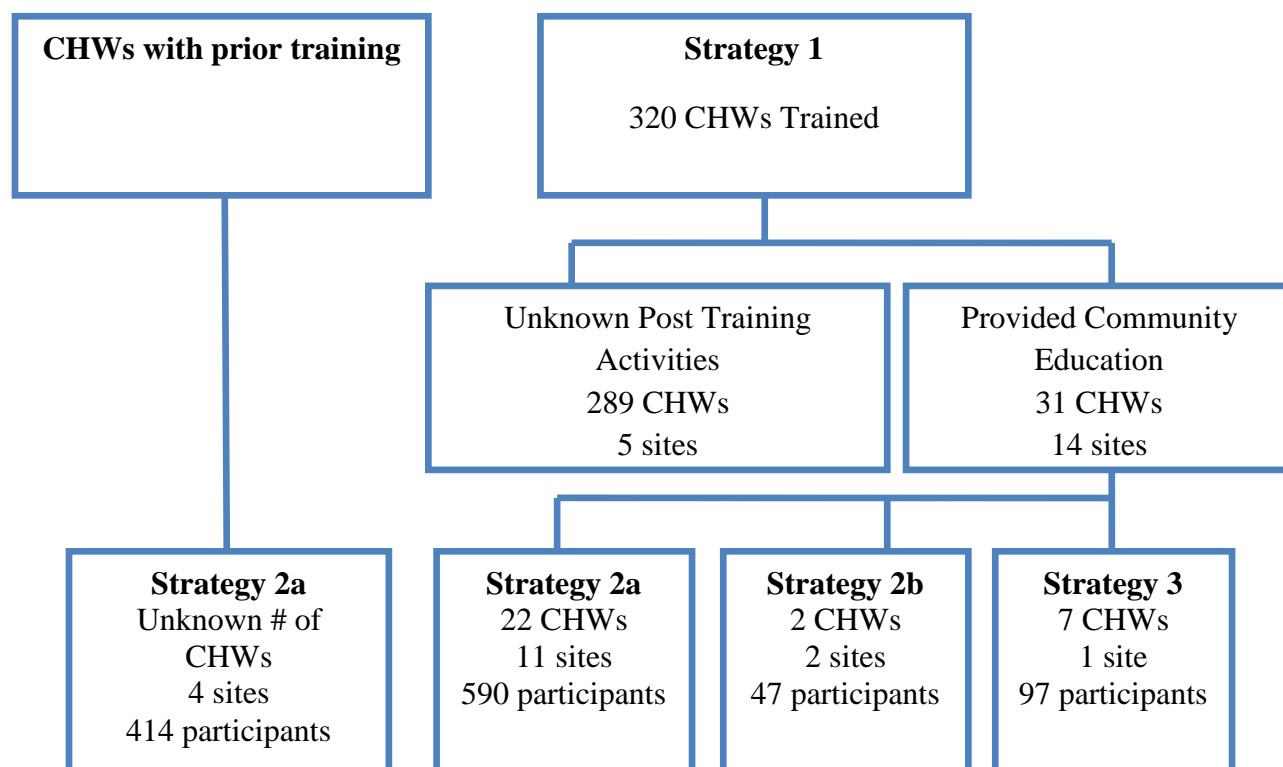 CHWs with prior training
Strategy 1
320 CHWs Trained
Unknown Post Training
Activities
289 CHWs
5 sites
Provided Community
Education
31 CHWs
14 sites
Strategy 2a
Unknown # of
CHWs
4 sites
414 participants
Strategy 2a
22 CHWs
11 sites
590 participants
Strategy 2b
2 CHWs
2 sites
47 participants
Strategy 3
7 CHWs
1 site
97 participants